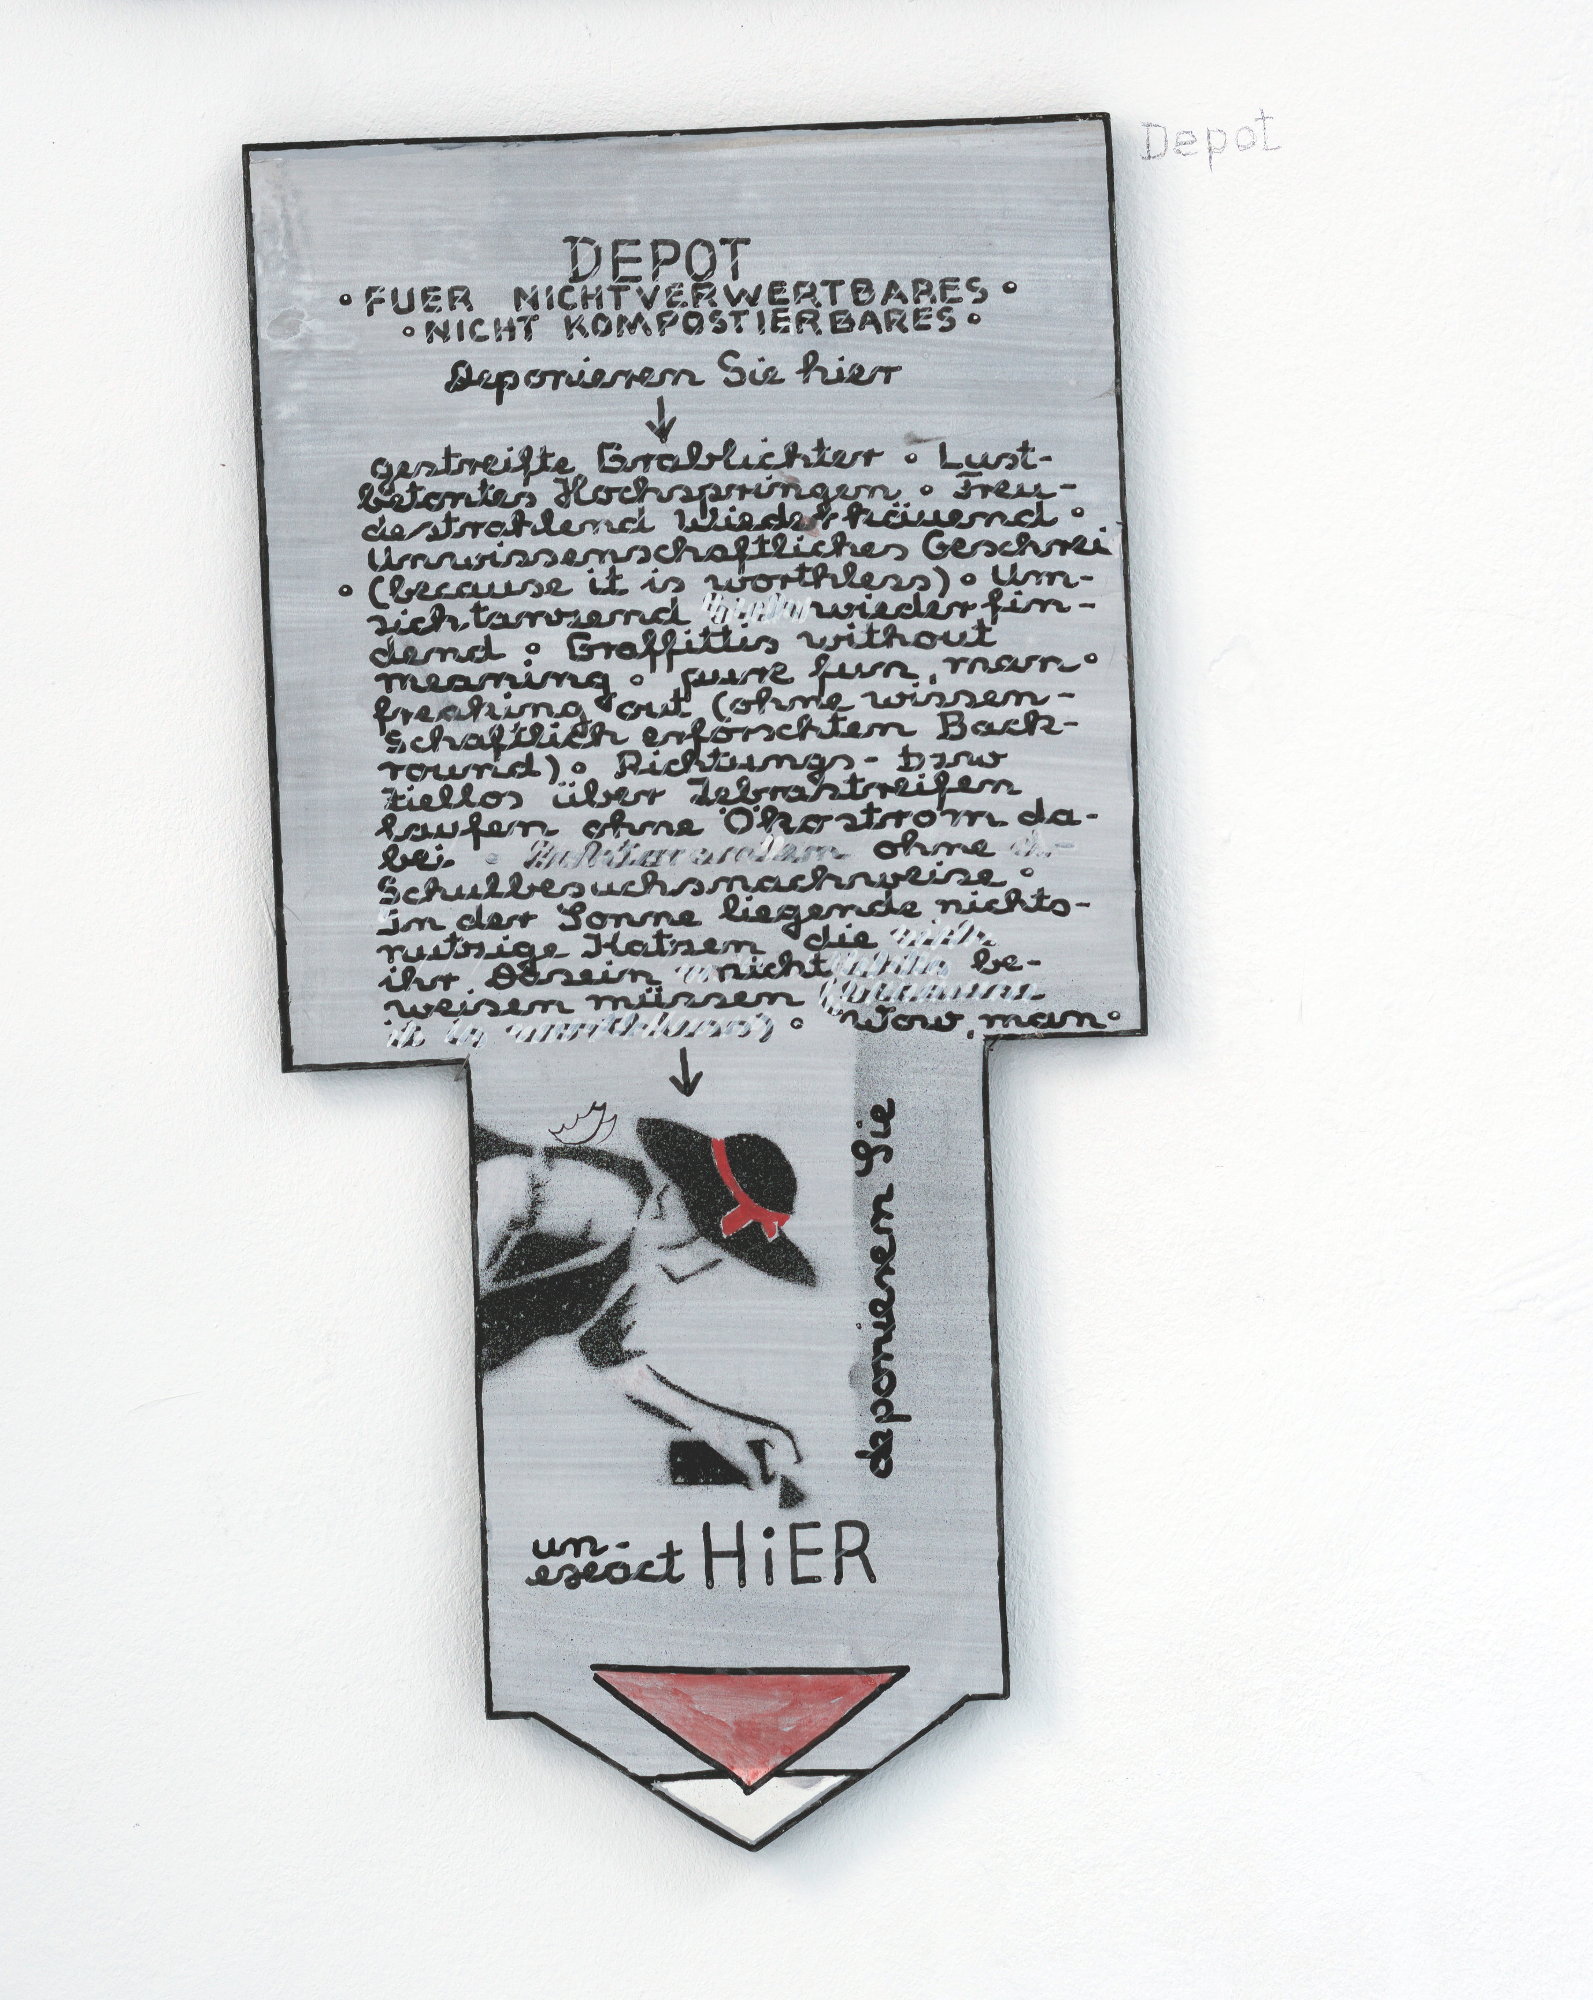 Depot
DEPOT
° FUER NICHTVERWERTBARES °
° NICHT KOMPOSTIERBARES °
Deponieren Sie hier
↓
gestreifte Grablichter ° Lust-
betontes Hochspringen ° Freu-
destrahlend wiederkäuend °
Unwissenschaftliches Geschrei
° (because it is worthless) ° Um-
sichtanzend wiederfin-
dend ° Graffittis without
meaning ° pure fun, man °
freaking out (ohne wissen-
schaftlich erforschten Back-
round) ° Richtungs- bzw
ziellos über Zebrastreifen
laufen ohne Ökostrom da-
bei ° ohne
Schulbesuchsnachweise °
In der Sonne liegende nichts-
nutzige Katzen die
ihr Dasein nicht be-
weisen müssen
° Wow, man °
↓
deponieren Sie
un-
exact HiER